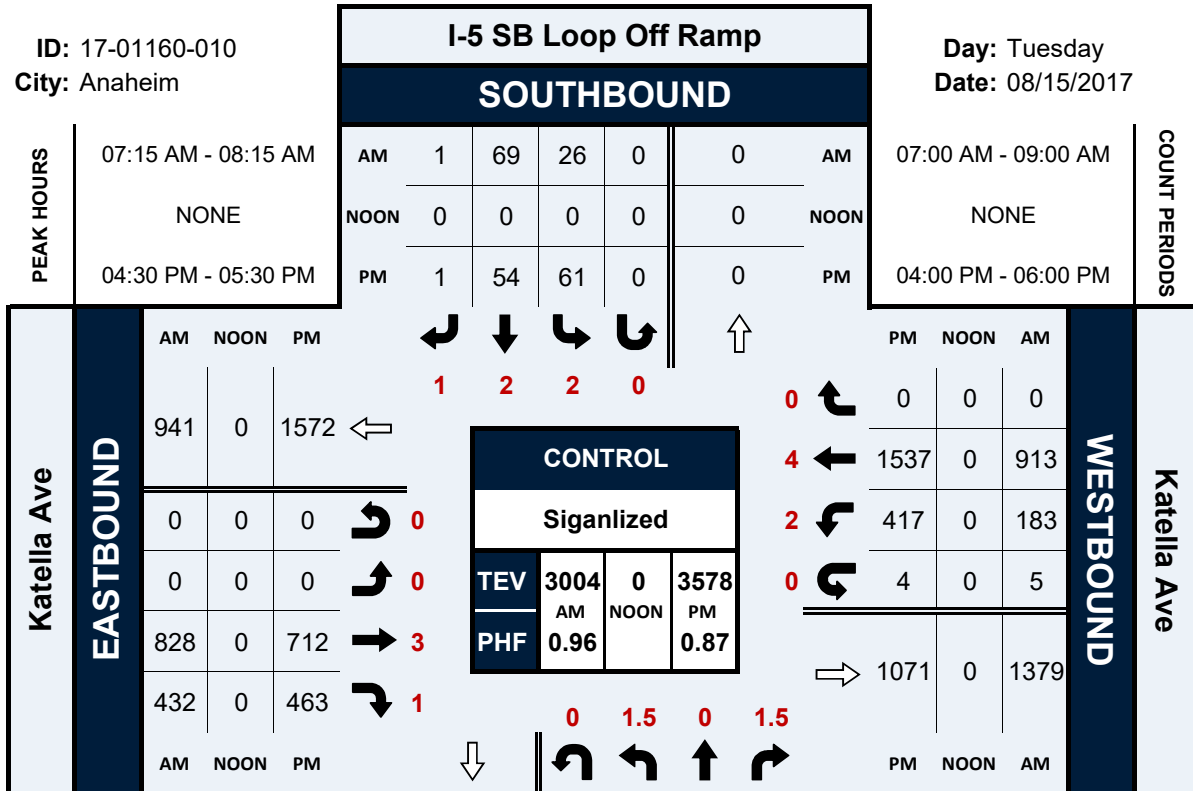 I-5 SB Loop Off Ramp
ID: 17-01160-010
City: Anaheim
Day: Tuesday
Date: 08/15/2017
SOUTHBOUND
PEAK HOURS
07:15 AM - 08:15 AM
NONE
04:30 PM - 05:30 PM
AM 1 69 26 0 0 AM
NOON 0 0 0 0 0 NOON
PM 1 54 61 0 0 PM
07:00 AM - 09:00 AM
NONE
04:00 PM - 06:00 PM
COUNT PERIODS
1 2 2 0
Katella Ave
EASTBOUND
AM NOON PM
941 0 1572
0 0 0 0
0 0 0 0
828 0 712 3
432 0 463 1
AM NOON PM
CONTROL
Siganlized
TEV 3004 0 3578
AM NOON PM
PHF 0.96 0.87
PM NOON AM
0 0 0 0
4 1537 0 913
2 417 0 183
0 4 0 5
1071 0 1379
PM NOON AM
WESTBOUND
Katella Ave
0 1.5 0 1.5